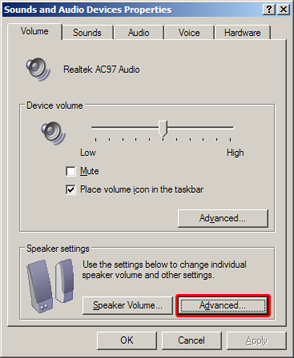 Sounds and Audio Devices Properties
Volume Sounds Audio Voice Hardware
Realtek AC97 Audio
Device volume
Low High
Mute
Place volume icon in the taskbar
Advanced...
Speaker settings
Use the settings below to change individual
speaker volume and other settings.
Speaker Volume... Advanced...
OK Cancel Apply